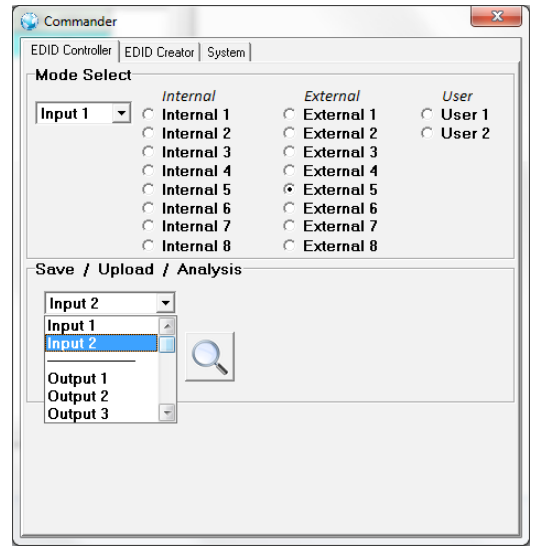 Commander
EDID Controller EDID Creator System
Mode Select
Internal External User
Input 1 Internal 1 External 1 User 1
Internal 2 External 2 User 2
Internal 3 External 3
Internal 4 External 4
Internal 5 External 5
Internal 6 External 6
Internal 7 External 7
Internal 8 External 8
Save / Upload / Analysis
Input 2
Input 1
Input 2
Output 1
Output 2
Output 3